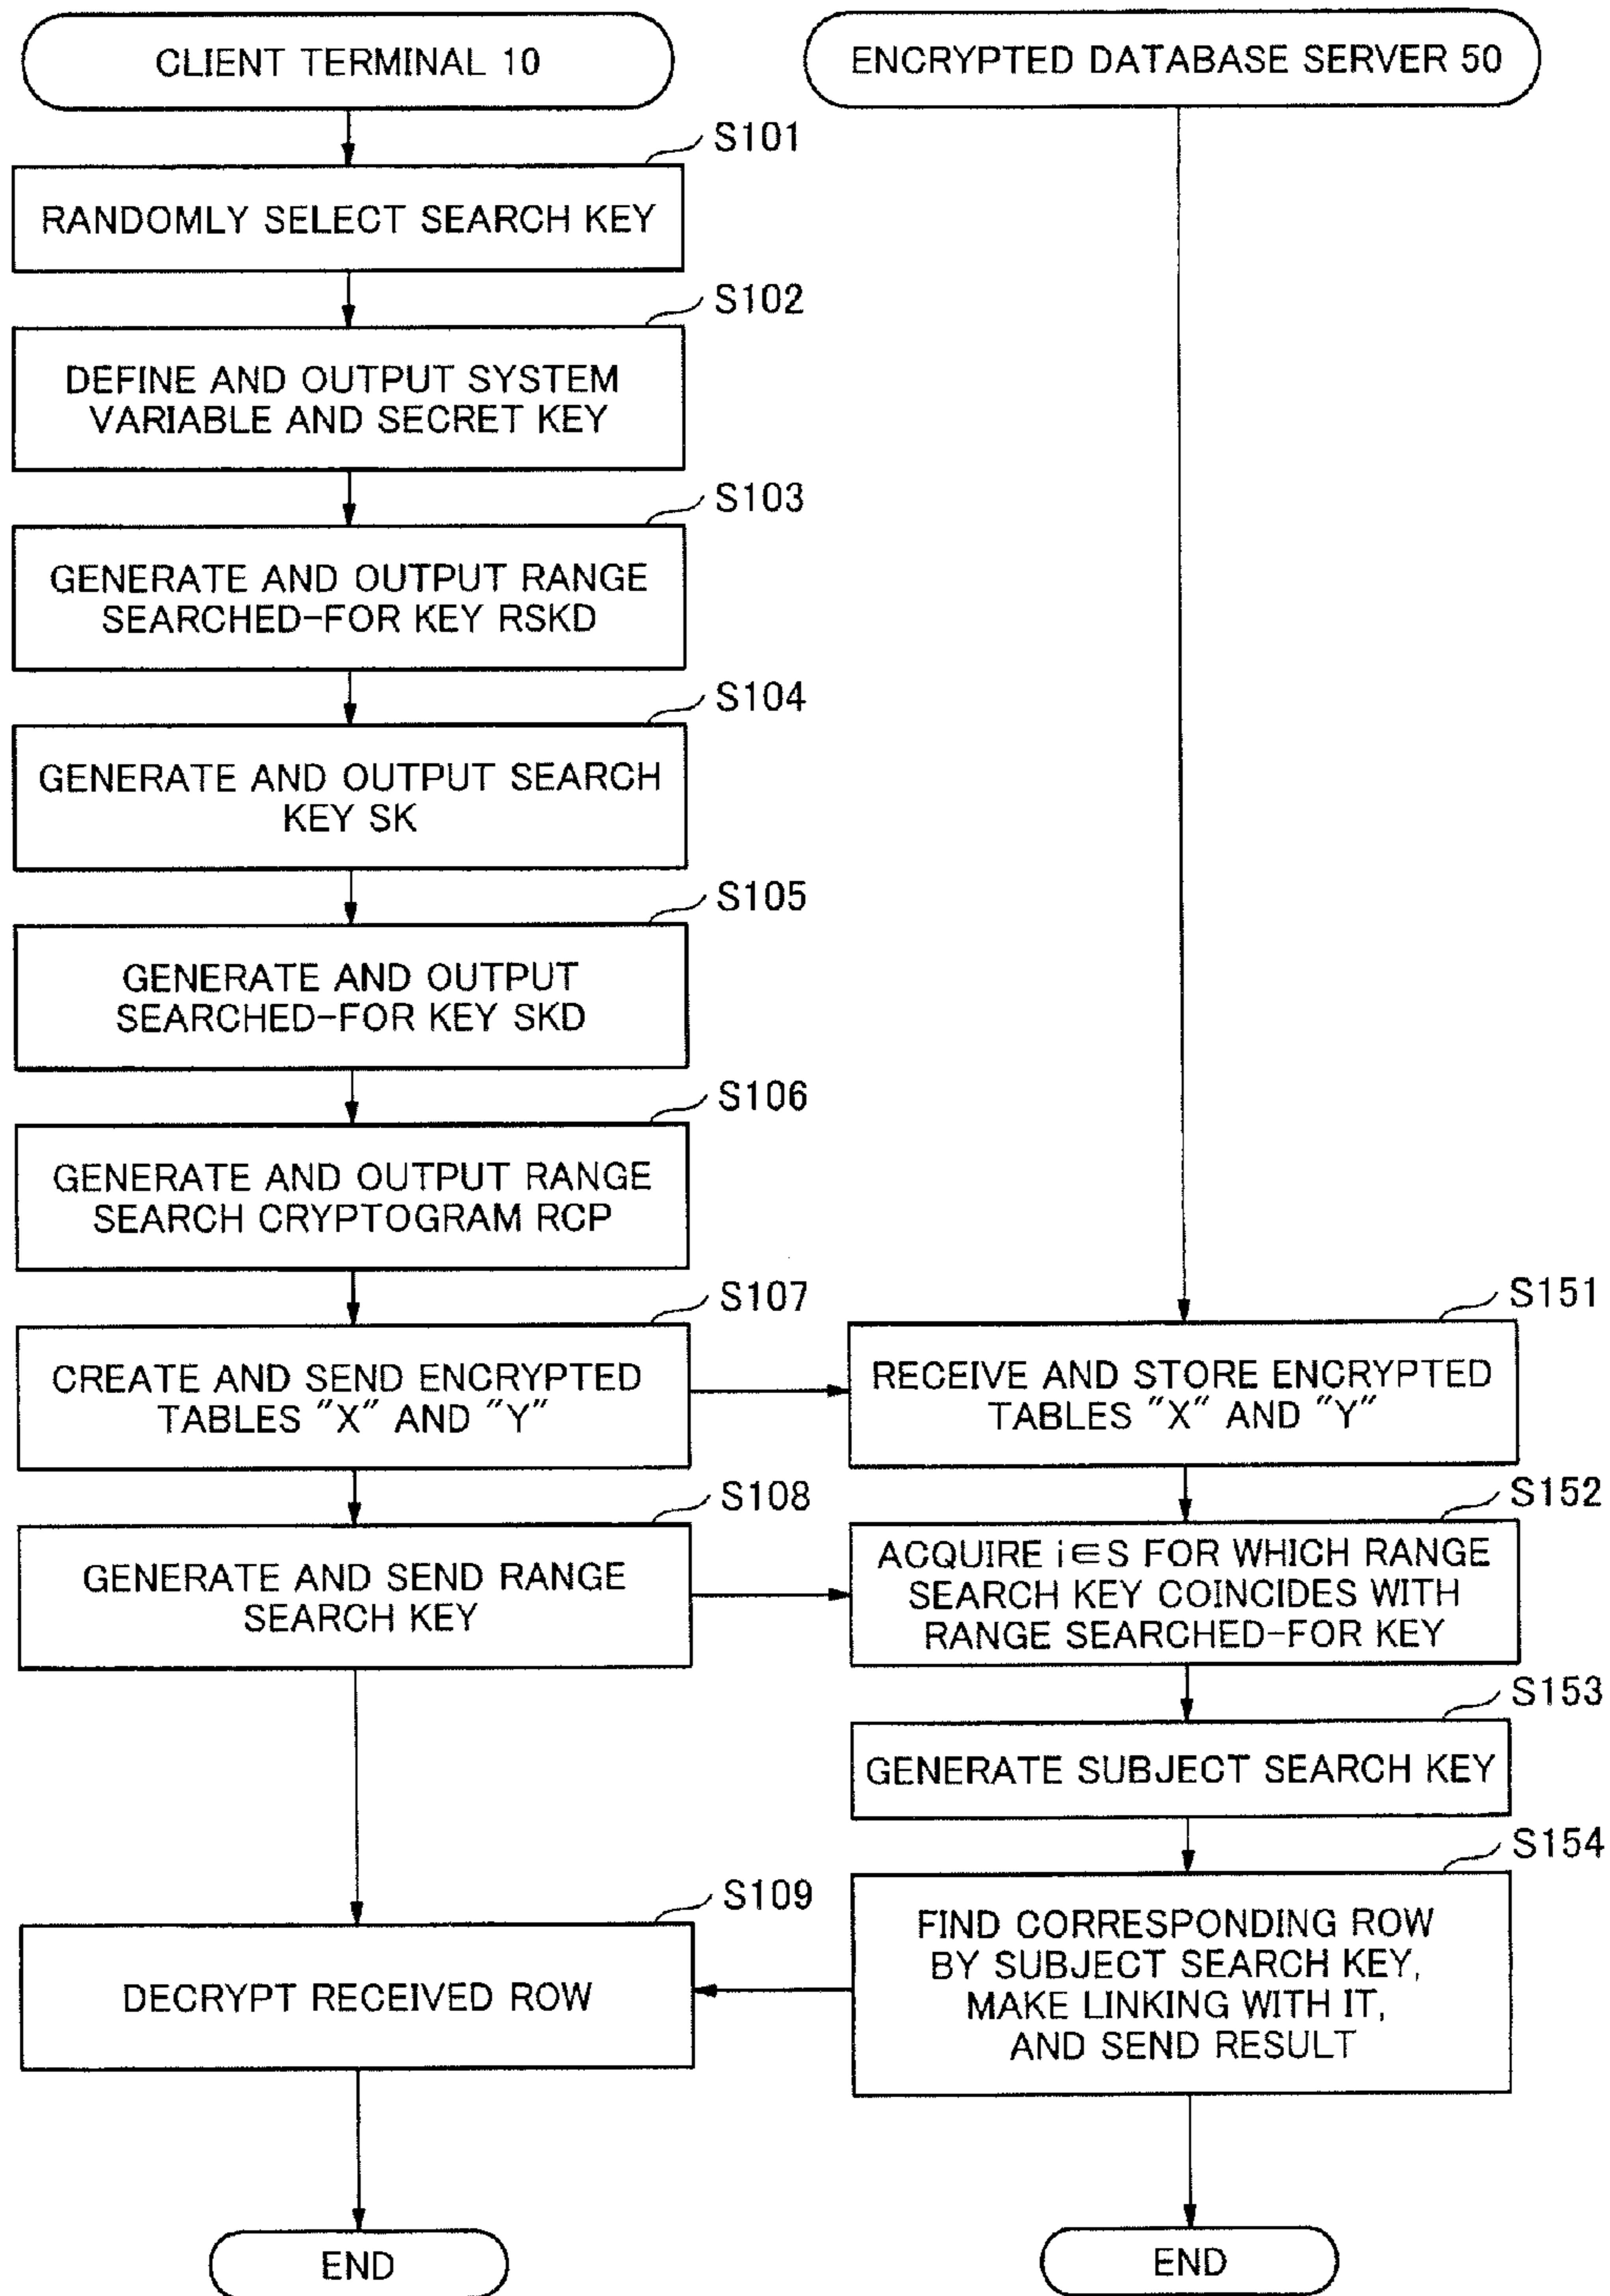 CLIENT TERMINAL 10
ENCRYPTED DATABASE SERVER 50
S101
RANDOMLY SELECT SEARCH KEY
S102
DEFINE AND OUTPUT SYSTEM
VARIABLE AND SECRET KEY
S103
GENERATE AND OUTPUT RANGE
SEARCHED-FOR KEY RSKD
S104
GENERATE AND OUTPUT SEARCH
KEY SK
S105
GENERATE AND OUTPUT
SEARCHED-FOR KEY SKD
S106
GENERATE AND OUTPUT RANGE
SEARCH CRYPTOGRAM RCP
S107
CREATE AND SEND ENCRYPTED
TABLES "X" AND "Y"
S151
RECEIVE AND STORE ENCRYPTED
TABLES "X" AND "Y"
S108
GENERATE AND SEND RANGE
SEARCH KEY
S152
ACQUIRE i∈S FOR WHICH RANGE
SEARCH KEY COINCIDES WITH
RANGE SEARCHED-FOR KEY
S153
GENERATE SUBJECT SEARCH KEY
S154
FIND CORRESPONDING ROW
BY SUBJECT SEARCH KEY,
MAKE LINKING WITH IT,
AND SEND RESULT
S109
DECRYPT RECEIVED ROW
END
END